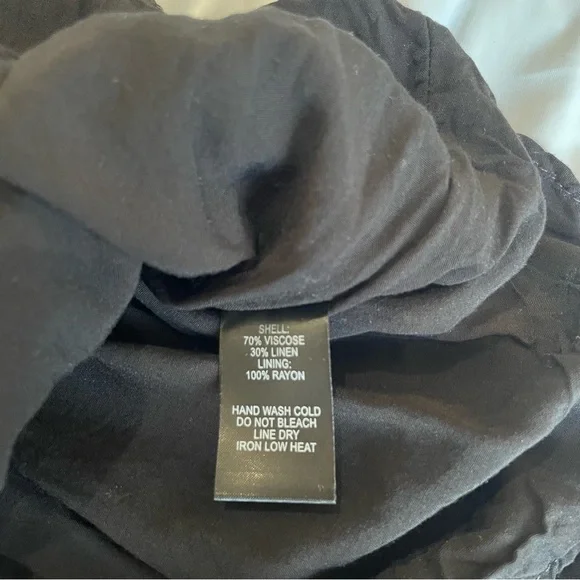 SHELL:
70% VISCOSE
30% LINEN
LINING:
100% RAYON
HAND WASH COLD
DO NOT BLEACH
LINE DRY
IRON LOW HEAT